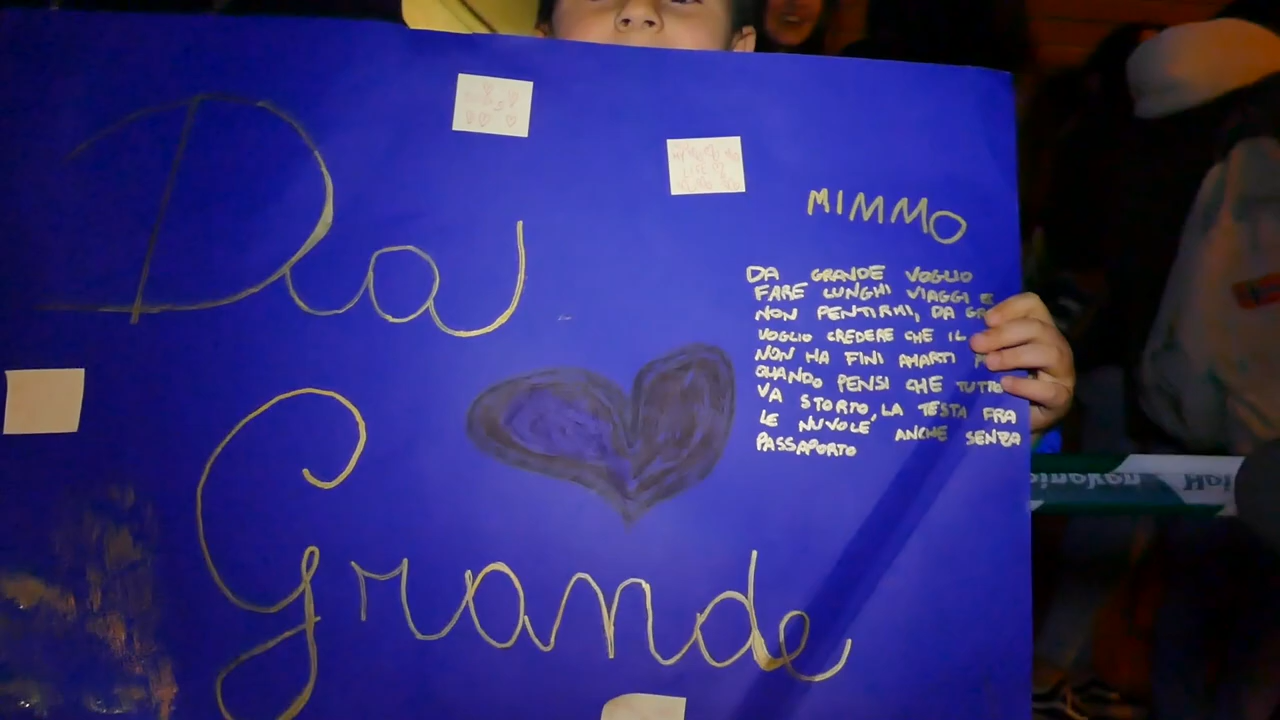 Da
Grande
MIMMO
DA GRANDE VOGLIO
FARE LUNGHI VIAGGI E
NON PENTIRMI, DA
VOGLIO CREDERE CHE IL
NON HA FINI AMARTI
QUANDO PENSI CHE TUTTO
VA STORTO, LA TESTA FRA
LE NUVOLE, ANCHE SENZA
PASSAPORTO
Heineken